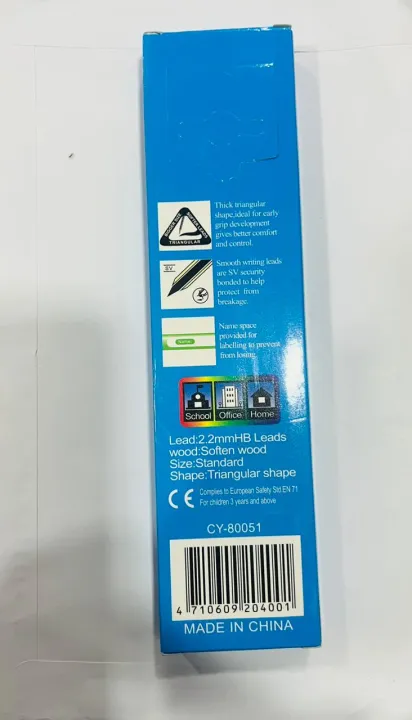 Thick triangular
shape,ideal for early
grip development
gives better comfort
and control.
TRIANGULAR
SV
Smooth writing leads
are SV security
bonded to help
protect from
breakage.
Name space
provided for
labelling to prevent
from losing.
School Office Home
Lead:2.2mmHB Leads
wood:Soften wood
Size:Standard
Shape:Triangular shape
CE
Complies to European Safety Std EN 71
For children 3 years and above
CY-80051
4 710609 204001
MADE IN CHINA